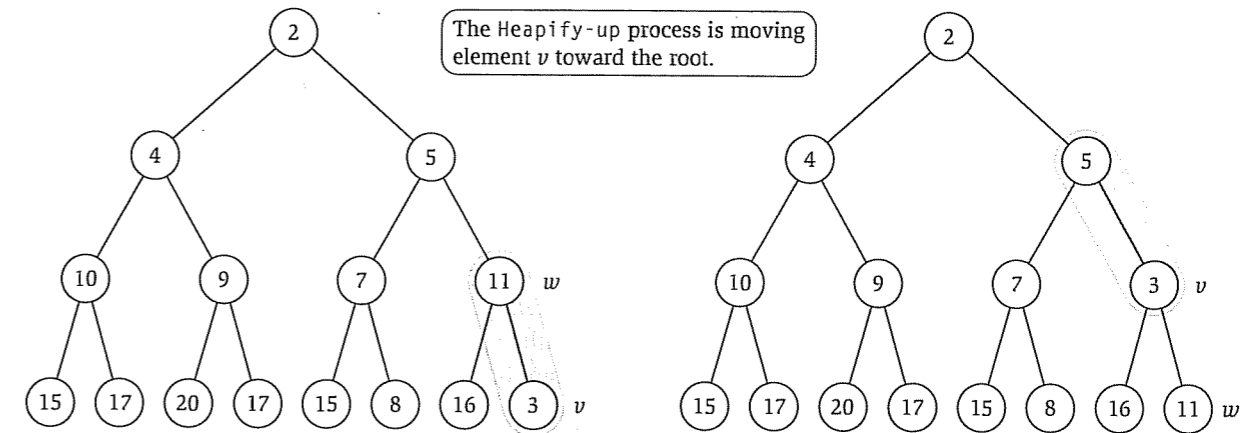 The Heapify-up process is moving
element v toward the root.
2
4 5
10 9 7 11 w
15 17 20 17 15 8 16 3 v
2
4 5
10 9 7 3 v
15 17 20 17 15 8 16 11 w